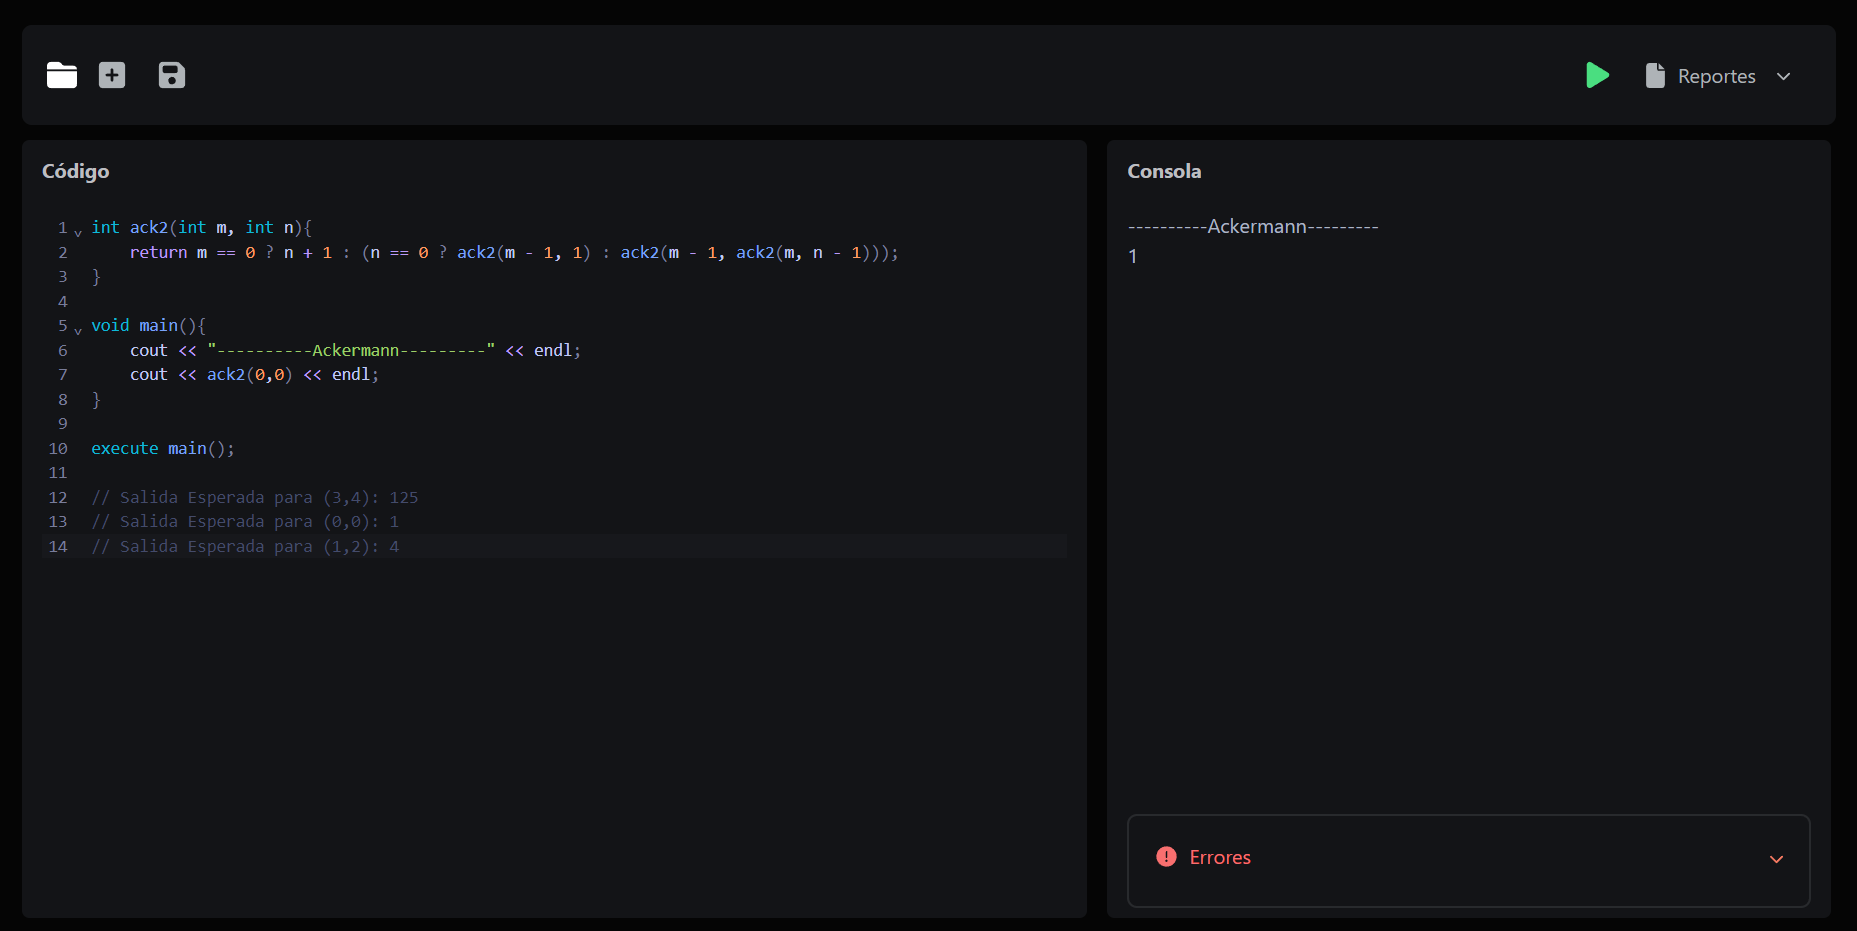 Reportes
Código
1 int ack2(int m, int n){
2     return m == 0 ? n + 1 : (n == 0 ? ack2(m - 1, 1) : ack2(m - 1, ack2(m, n - 1)));
3 }
4
5 void main(){
6     cout << "----------Ackermann---------" << endl;
7     cout << ack2(0,0) << endl;
8 }
9
10 execute main();
11
12 // Salida Esperada para (3,4): 125
13 // Salida Esperada para (0,0): 1
14 // Salida Esperada para (1,2): 4
Consola
----------Ackermann---------
1
Errores